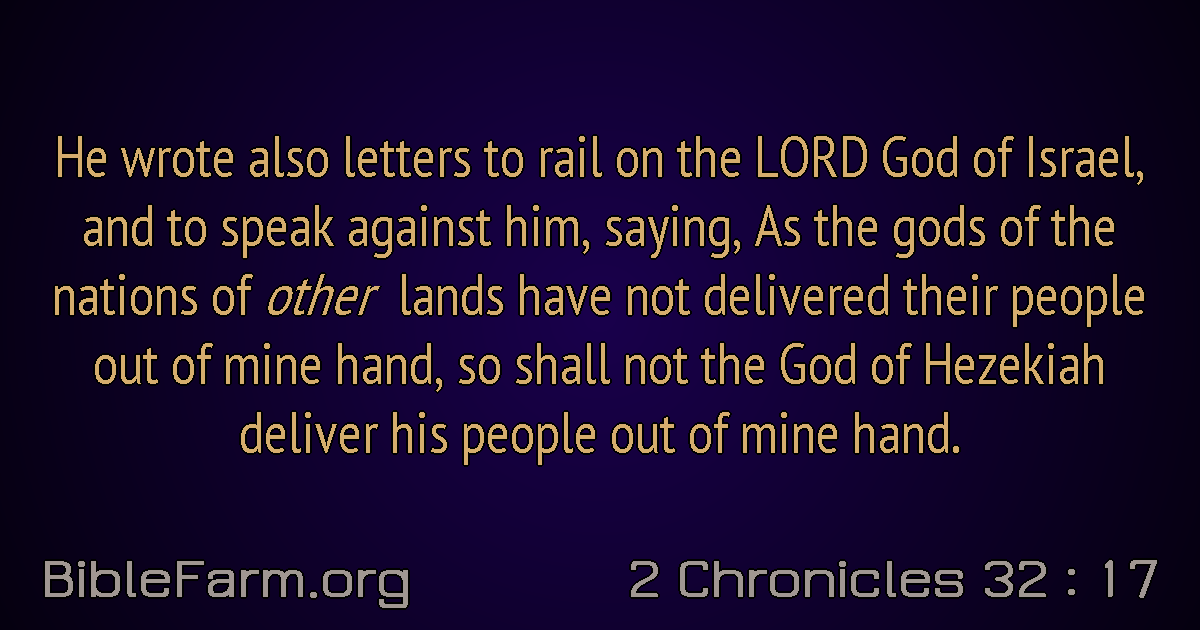 He wrote also letters to rail on the LORD God of Israel,
and to speak against him, saying, As the gods of the
nations of other lands have not delivered their people
out of mine hand, so shall not the God of Hezekiah
deliver his people out of mine hand.
BibleFarm.org
2 Chronicles 32 : 17